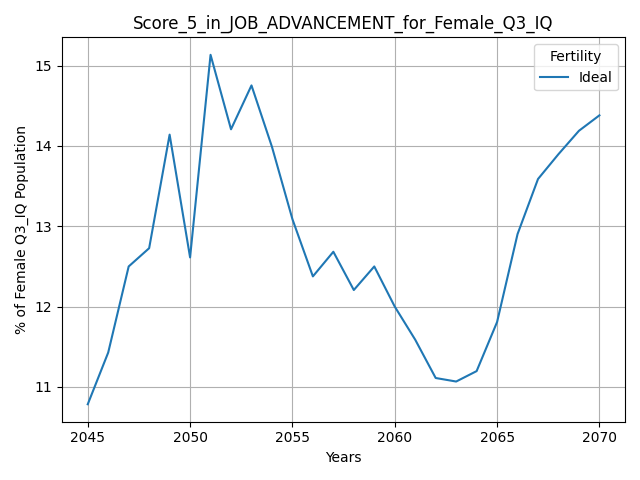 Score_5_in_JOB_ADVANCEMENT_for_Female_Q3_IQ
Fertility
Ideal
% of Female Q3_IQ Population
15
14
13
12
11
2045 2050 2055 2060 2065 2070
Years